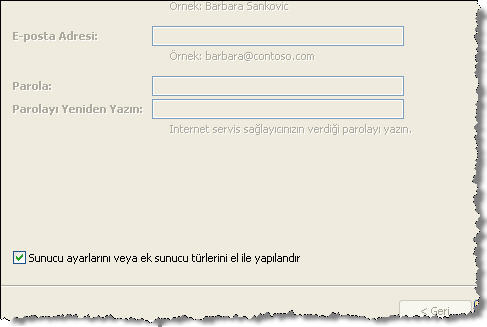 Örnek: Barbara Sankovic
E-posta Adresi:
Örnek: barbara@contoso.com
Parola:
Parolayı Yeniden Yazın:
Internet servis sağlayıcınızın verdiği parolayı yazın.
Sunucu ayarlarını veya ek sunucu türlerini el ile yapılandır
< Geri